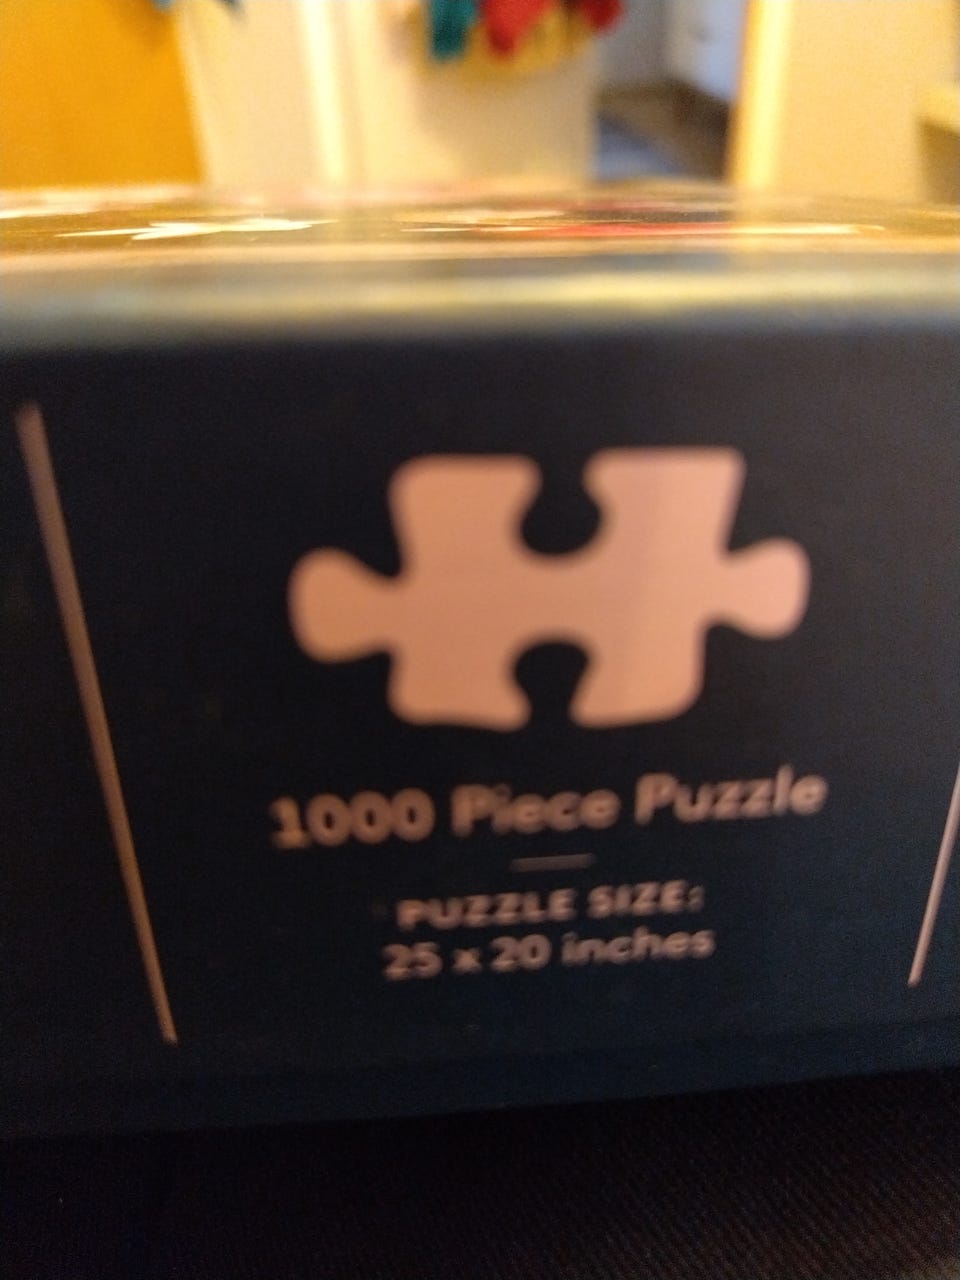 1000 Piece Puzzle
PUZZLE SIZE:
25 x 20 inches